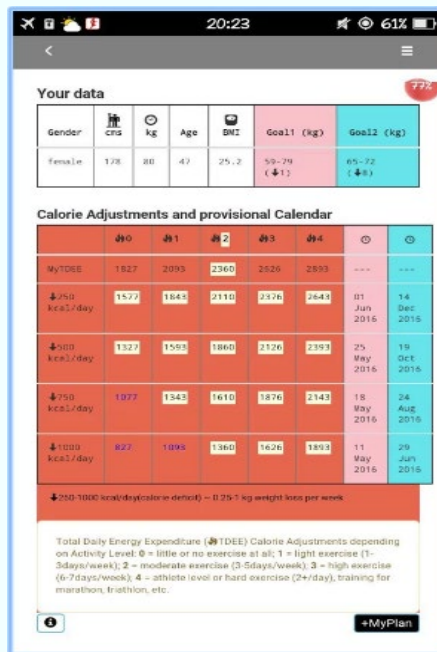 20:23
61%
77%
Your data
Gender cms kg Age BMI Goal1 (kg) Goal2 (kg)
female 178 80 47 25.2 59-79 (↓1) 65-72 (↓8)
Calorie Adjustments and provisional Calendar
0 1 2 3 4
MyTDEE 1827 2093 2360 2626 2893 --- ---
↓250 kcal/day 1577 1843 2110 2376 2643 01 Jun 2016 14 Dec 2016
↓500 kcal/day 1327 1593 1860 2126 2393 25 May 2016 19 Oct 2016
↓750 kcal/day 1077 1343 1610 1876 2143 18 May 2016 24 Aug 2016
↓1000 kcal/day 827 1093 1360 1626 1893 11 May 2016 29 Jun 2016
↓250-1000 kcal/day(calorie deficit) ~ 0.25-1 kg weight loss per week
Total Daily Energy Expenditure (TDEE) Calorie Adjustments depending
on Activity Level: 0 = little or no exercise at all; 1 = light exercise (1-
3days/week); 2 = moderate exercise (3-5days/week); 3 = high exercise
(6-7days/week); 4 = athlete level or hard exercise (2+/day), training for
marathon, triathlon, etc.
+MyPlan